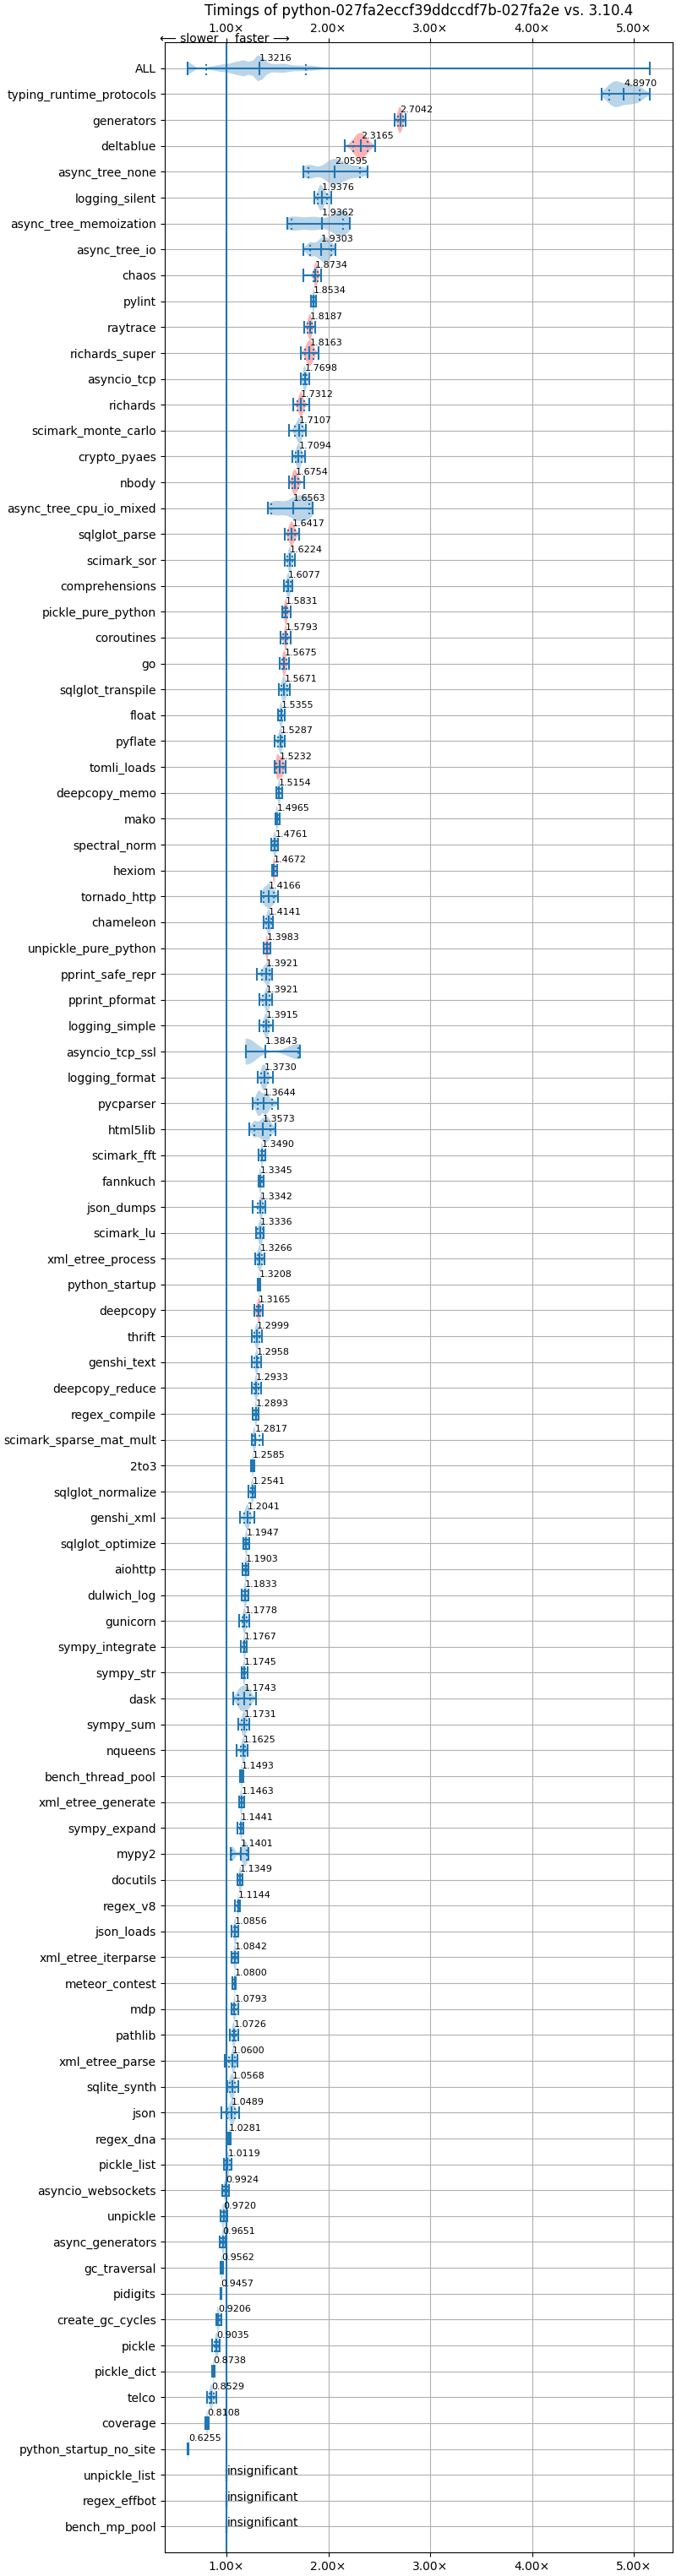 Timings of python-027fa2eccf39ddccdf7b-027fa2e vs. 3.10.4
1.00× 2.00× 3.00× 4.00× 5.00×
⟵ slower faster ⟶
ALL 1.3216
typing_runtime_protocols 4.8970
generators 2.7042
deltablue 2.3165
async_tree_none 2.0595
logging_silent 1.9376
async_tree_memoization 1.9362
async_tree_io 1.9303
chaos 1.8734
pylint 1.8534
raytrace 1.8187
richards_super 1.8163
asyncio_tcp 1.7698
richards 1.7312
scimark_monte_carlo 1.7107
crypto_pyaes 1.7094
nbody 1.6754
async_tree_cpu_io_mixed 1.6563
sqlglot_parse 1.6417
scimark_sor 1.6224
comprehensions 1.6077
pickle_pure_python 1.5831
coroutines 1.5793
go 1.5675
sqlglot_transpile 1.5671
float 1.5355
pyflate 1.5287
tomli_loads 1.5232
deepcopy_memo 1.5154
mako 1.4965
spectral_norm 1.4761
hexiom 1.4672
tornado_http 1.4166
chameleon 1.4141
unpickle_pure_python 1.3983
pprint_safe_repr 1.3921
pprint_pformat 1.3921
logging_simple 1.3915
asyncio_tcp_ssl 1.3843
logging_format 1.3730
pycparser 1.3644
html5lib 1.3573
scimark_fft 1.3490
fannkuch 1.3345
json_dumps 1.3342
scimark_lu 1.3336
xml_etree_process 1.3266
python_startup 1.3208
deepcopy 1.3165
thrift 1.2999
genshi_text 1.2958
deepcopy_reduce 1.2933
regex_compile 1.2893
scimark_sparse_mat_mult 1.2817
2to3 1.2585
sqlglot_normalize 1.2541
genshi_xml 1.2041
sqlglot_optimize 1.1947
aiohttp 1.1903
dulwich_log 1.1833
gunicorn 1.1778
sympy_integrate 1.1767
sympy_str 1.1745
dask 1.1743
sympy_sum 1.1731
nqueens 1.1625
bench_thread_pool 1.1493
xml_etree_generate 1.1463
sympy_expand 1.1441
mypy2 1.1401
docutils 1.1349
regex_v8 1.1144
json_loads 1.0856
xml_etree_iterparse 1.0842
meteor_contest 1.0800
mdp 1.0793
pathlib 1.0726
xml_etree_parse 1.0600
sqlite_synth 1.0568
json 1.0489
regex_dna 1.0281
pickle_list 1.0119
asyncio_websockets 0.9924
unpickle 0.9720
async_generators 0.9651
gc_traversal 0.9562
pidigits 0.9457
create_gc_cycles 0.9206
pickle 0.9035
pickle_dict 0.8738
telco 0.8529
coverage 0.8108
python_startup_no_site 0.6255
unpickle_list insignificant
regex_effbot insignificant
bench_mp_pool insignificant
1.00× 2.00× 3.00× 4.00× 5.00×